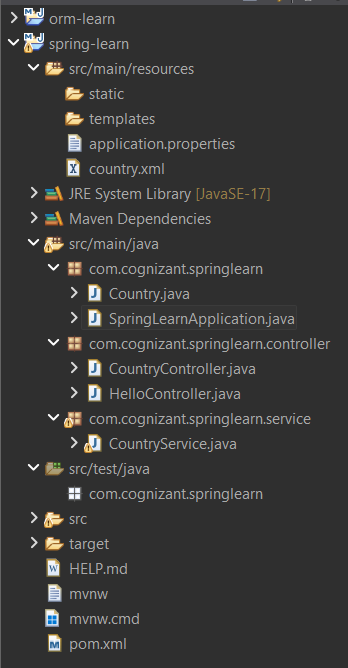 orm-learn
spring-learn
src/main/resources
static
templates
application.properties
country.xml
JRE System Library [JavaSE-17]
Maven Dependencies
src/main/java
com.cognizant.springlearn
Country.java
SpringLearnApplication.java
com.cognizant.springlearn.controller
CountryController.java
HelloController.java
com.cognizant.springlearn.service
CountryService.java
src/test/java
com.cognizant.springlearn
src
target
HELP.md
mvnw
mvnw.cmd
pom.xml